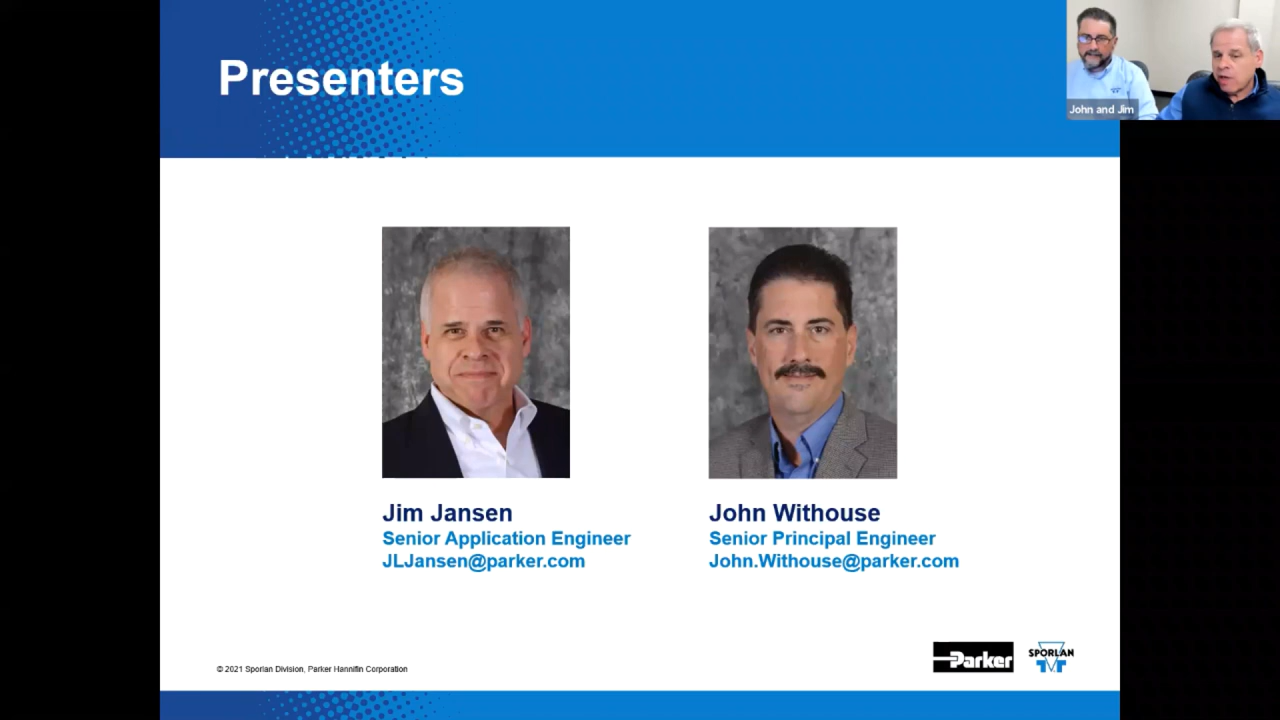 Presenters
John and Jim
Jim Jansen
Senior Application Engineer
JLJansen@parker.com
John Withouse
Senior Principal Engineer
John.Withouse@parker.com
© 2021 Sporlan Division, Parker Hannifin Corporation
Parker
SPORLAN